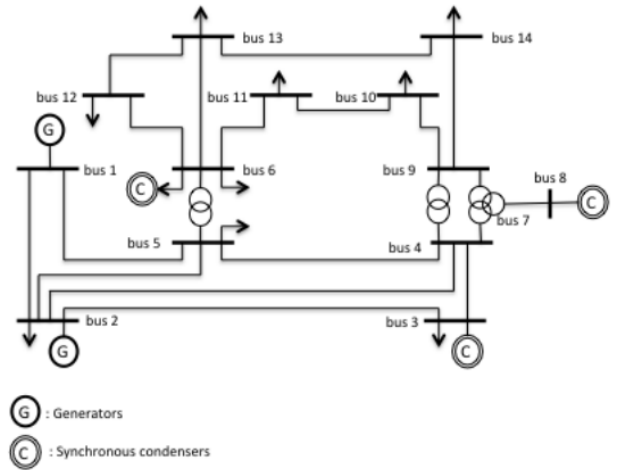 bus 13
bus 14
bus 12
bus 11
bus 10
G
bus 1
bus 6
bus 9
bus 8
C
C
bus 7
bus 5
bus 4
bus 2
bus 3
G
C
G : Generators
C : Synchronous condensers